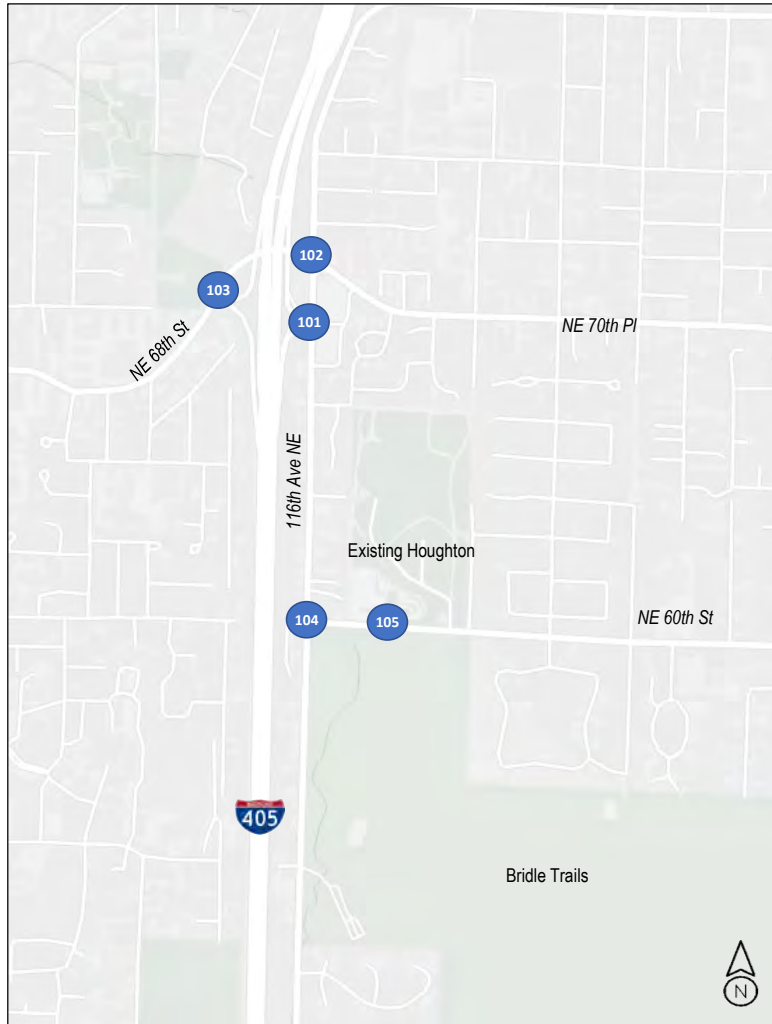 102
103
101
NE 70th Pl
NE 68th St
116th Ave NE
Existing Houghton
104
105
NE 60th St
405
Bridle Trails
N